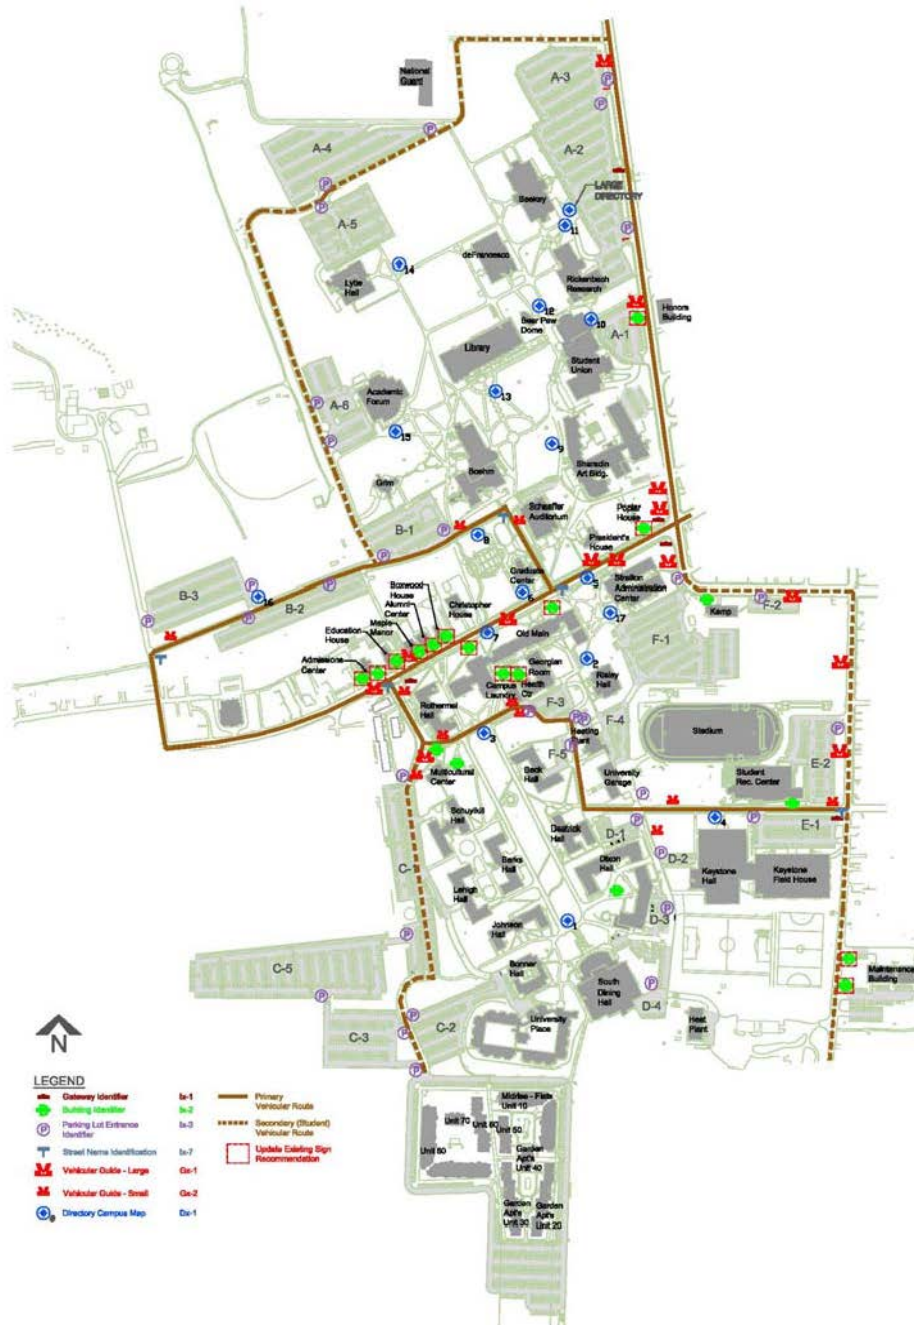 National
Guard
A-3
A-4
A-2
LARGE
DIRECTORY
Beekey
A-5
11
14
deFrancesco
Lytle
Hall
Rickenbach
Research
12
Bear Paw
Dome
10
Honors
Building
A-1
Library
Student
Union
13
A-6
Academic
Forum
15
9
Boehm
Sharadin
Art Bldg.
Grim
Schaeffer
Auditorium
Poplar
House
B-1
8
President's
House
Graduate
Center
5
Stratton
Administration
Center
B-3
16
B-2
Boxwood
House
Alumni
Center
Maple
Manor
Christopher
House
6
17
Kemp
F-2
Education
House
7
Old Main
F-1
Admissions
Center
Georgian
Room
2
Risley
Hall
Campus
Laundry
Health
Ctr
Rothermel
Hall
F-3
F-4
3
Heating
Plant
Stadium
F-5
Multicultural
Center
Beck
Hall
University
Garage
Student
Rec. Center
E-2
Schuylkill
Hall
4
E-1
Deatrick
Hall
D-1
C-
Berks
Hall
Dixon
Hall
D-2
Keystone
Hall
Keystone
Field House
Lehigh
Hall
D-3
Johnson
Hall
1
C-5
Bonner
Hall
South
Dining
Hall
D-4
Maintenance
Building
C-3
C-2
University
Place
Heat
Plant
N
LEGEND
Gateway Identifier Ix-1
Building Identifier Ix-2
Parking Lot Entrance
Identifier Ix-3
Street Name Identification Ix-7
Vehicular Guide - Large Gx-1
Vehicular Guide - Small Gx-2
Directory Campus Map Dx-1
Primary
Vehicular Route
Secondary (Student)
Vehicular Route
Update Existing Sign
Recommendation
Unit 10
Unit 70
Unit 60
Unit 50
Unit 80
Garden
Apt's
Unit 40
Garden
Apt's
Unit 30
Garden
Apt's
Unit 20